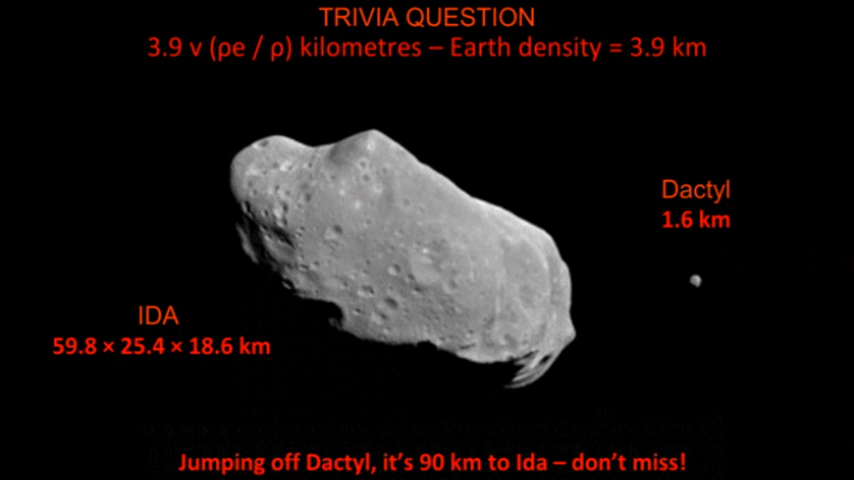 TRIVIA QUESTION
3.9 v (ρe / ρ) kilometres – Earth density = 3.9 km
Dactyl
1.6 km
IDA
59.8 × 25.4 × 18.6 km
Jumping off Dactyl, it's 90 km to Ida – don't miss!